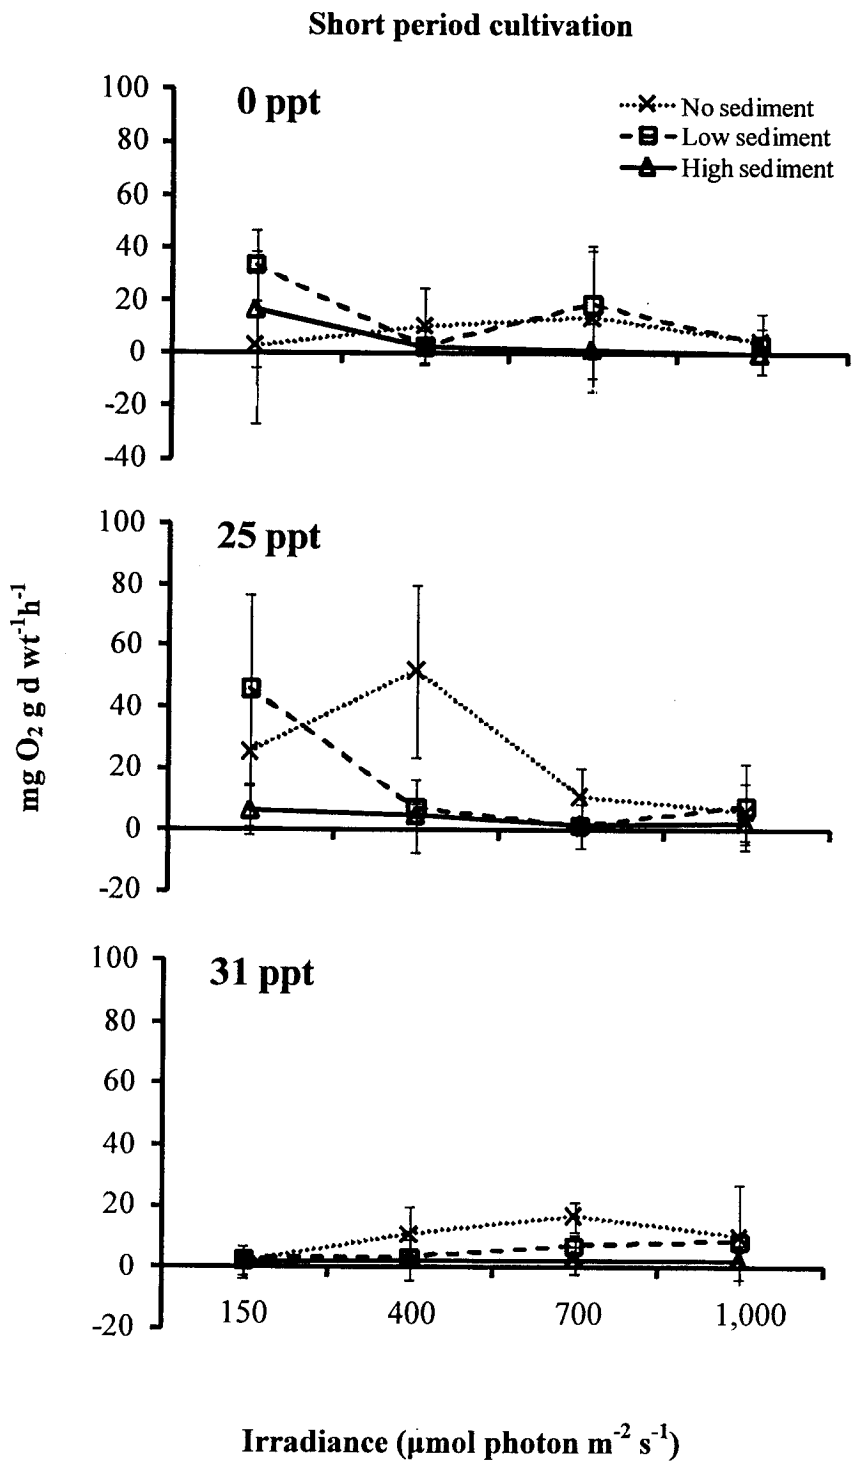 Short period cultivation
0 ppt
100
80
60
40
20
0
-20
-40
No sediment
Low sediment
High sediment
25 ppt
100
80
60
40
20
0
-20
mg O₂ g d wt⁻¹h⁻¹
31 ppt
100
80
60
40
20
0
-20
150 400 700 1,000
Irradiance (µmol photon m⁻² s⁻¹)